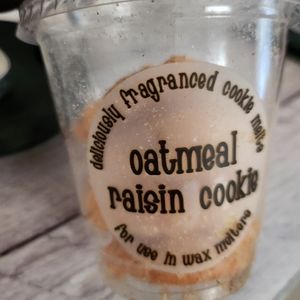 deliciously fragranced cookie melts
oatmeal
raisin cookie
for use in wax melters